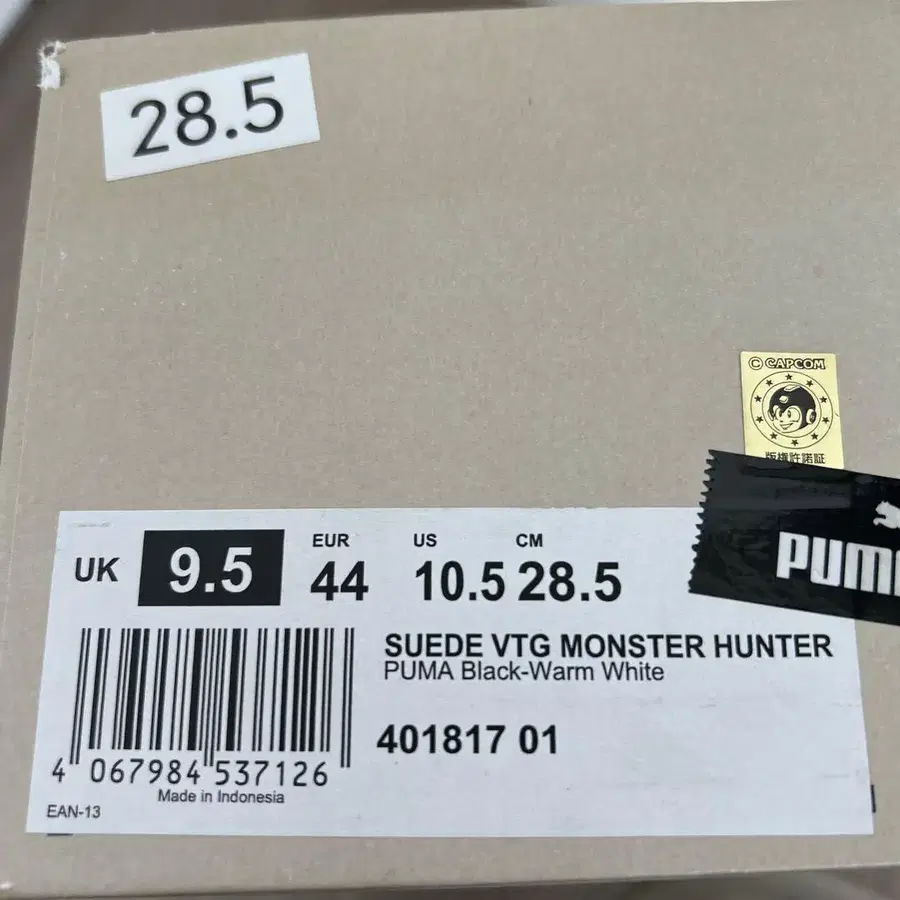 28.5
© CAPCOM
版権許諾証
PUMA
UK 9.5
EUR 44
US 10.5
CM 28.5
SUEDE VTG MONSTER HUNTER
PUMA Black-Warm White
401817 01
4 067984 537126
Made in Indonesia
EAN-13